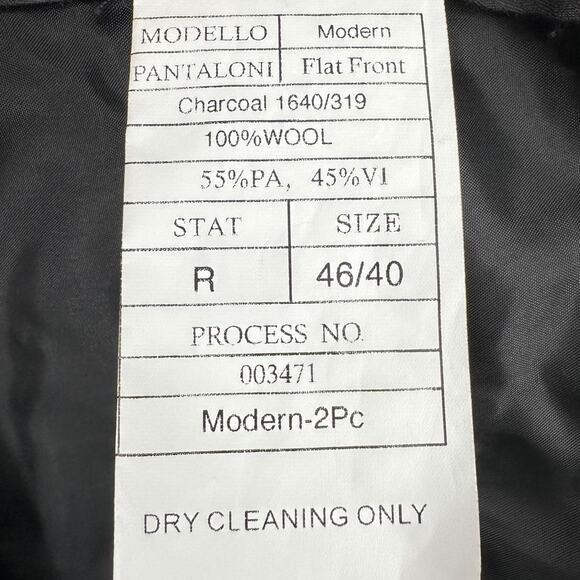 MODELLO Modern
PANTALONI Flat Front
Charcoal 1640/319
100%WOOL
55%PA, 45%VI
STAT SIZE
R 46/40
PROCESS NO.
003471
Modern-2Pc
DRY CLEANING ONLY